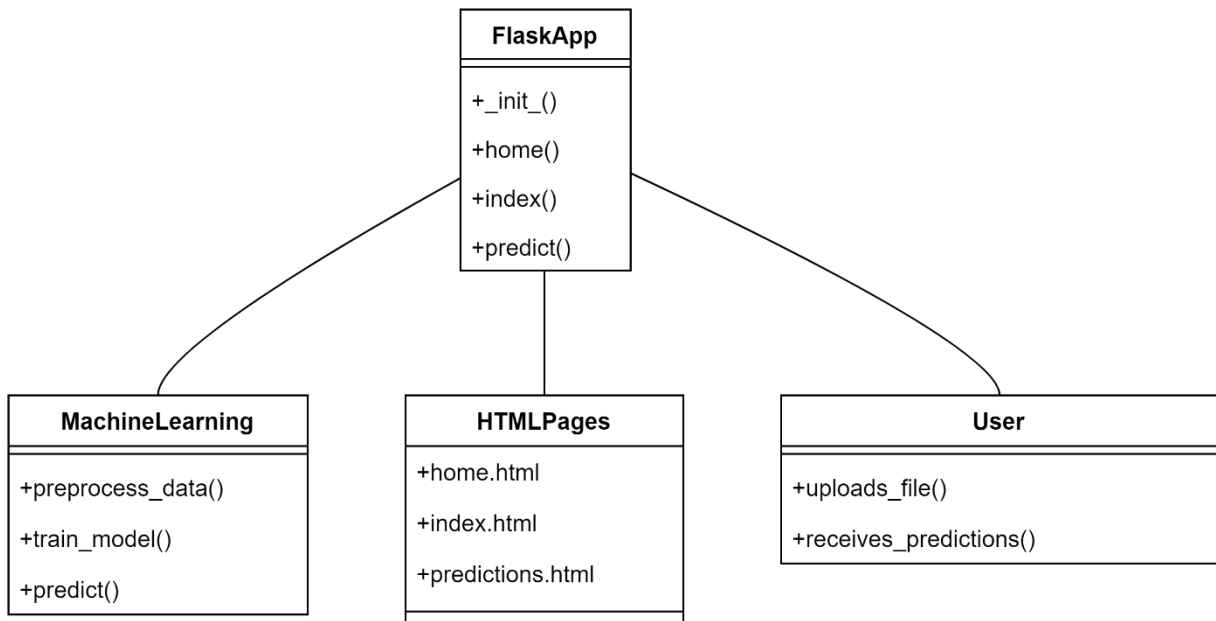 FlaskApp
+_init_()
+home()
+index()
+predict()
MachineLearning
+preprocess_data()
+train_model()
+predict()
HTMLPages
+home.html
+index.html
+predictions.html
User
+uploads_file()
+receives_predictions()